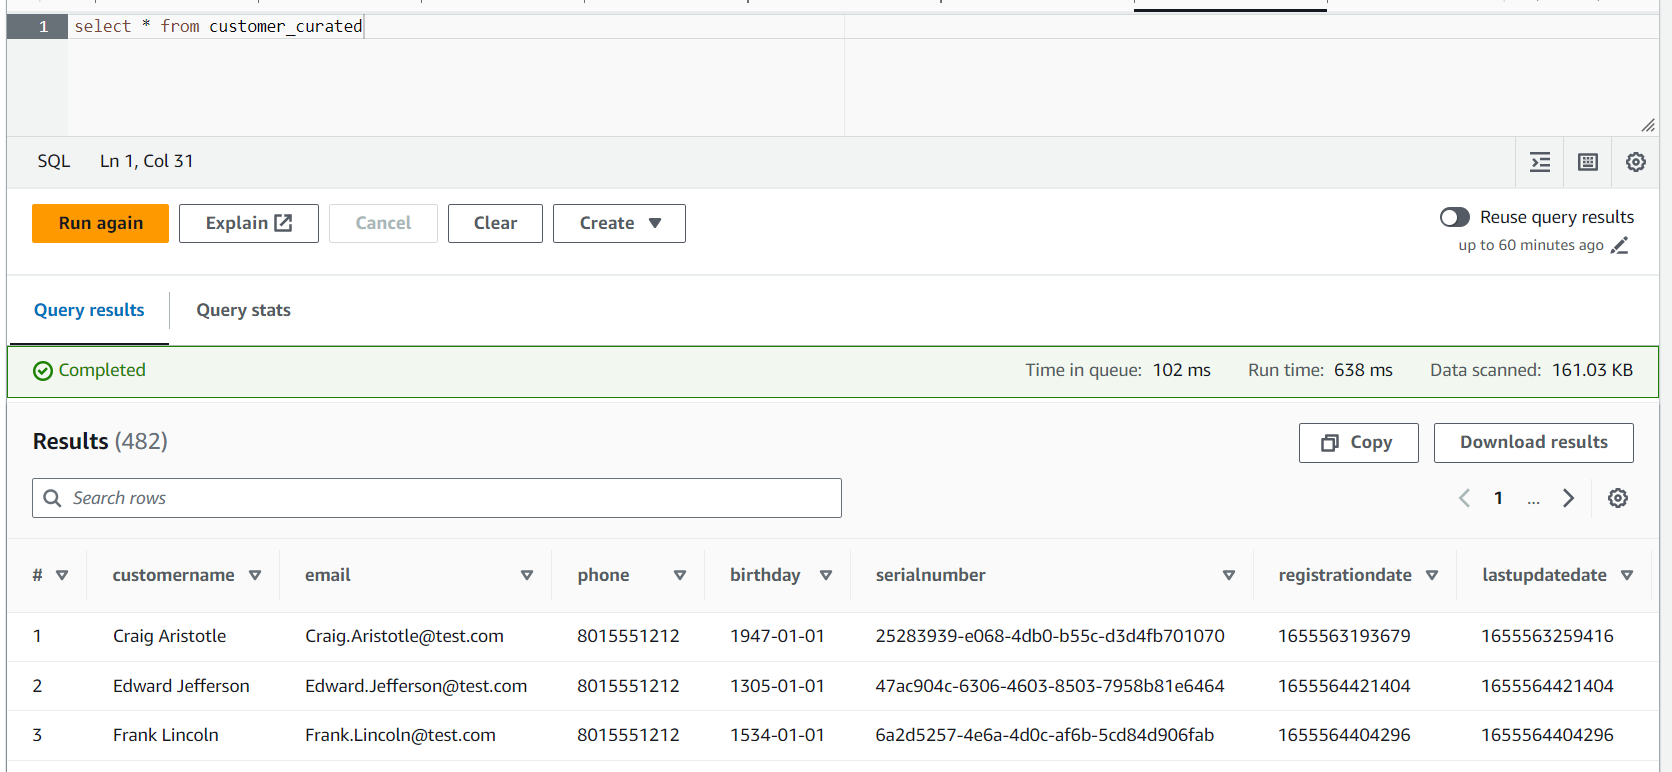 1 select * from customer_curated
SQL Ln 1, Col 31
Run again Explain Cancel Clear Create Reuse query results
up to 60 minutes ago
Query results Query stats
Completed Time in queue: 102 ms Run time: 638 ms Data scanned: 161.03 KB
Results (482) Copy Download results
Search rows 1 ...
# customername email phone birthday serialnumber registrationdate lastupdatedate
1 Craig Aristotle Craig.Aristotle@test.com 8015551212 1947-01-01 25283939-e068-4db0-b55c-d3d4fb701070 1655563193679 1655563259416
2 Edward Jefferson Edward.Jefferson@test.com 8015551212 1305-01-01 47ac904c-6306-4603-8503-7958b81e6464 1655564421404 1655564421404
3 Frank Lincoln Frank.Lincoln@test.com 8015551212 1534-01-01 6a2d5257-4e6a-4d0c-af6b-5cd84d906fab 1655564404296 1655564404296